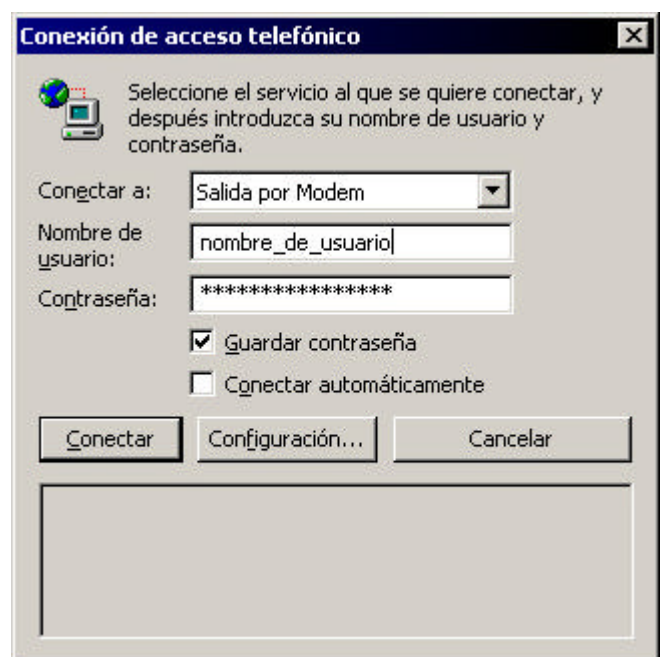 Conexión de acceso telefónico
Seleccione el servicio al que se quiere conectar, y
después introduzca su nombre de usuario y
contraseña.
Conectar a:
Salida por Modem
Nombre de
usuario:
nombre_de_usuario
Contraseña:
****************
Guardar contraseña
Conectar automáticamente
Conectar
Configuración...
Cancelar